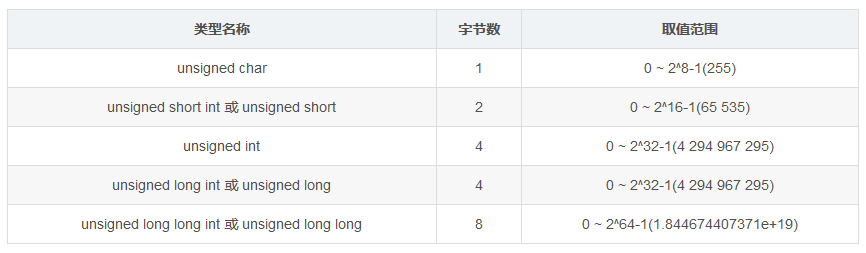 类型名称 字节数 取值范围
unsigned char 1 0 ~ 2^8-1(255)
unsigned short int 或 unsigned short 2 0 ~ 2^16-1(65 535)
unsigned int 4 0 ~ 2^32-1(4 294 967 295)
unsigned long int 或 unsigned long 4 0 ~ 2^32-1(4 294 967 295)
unsigned long long int 或 unsigned long long 8 0 ~ 2^64-1(1.844674407371e+19)